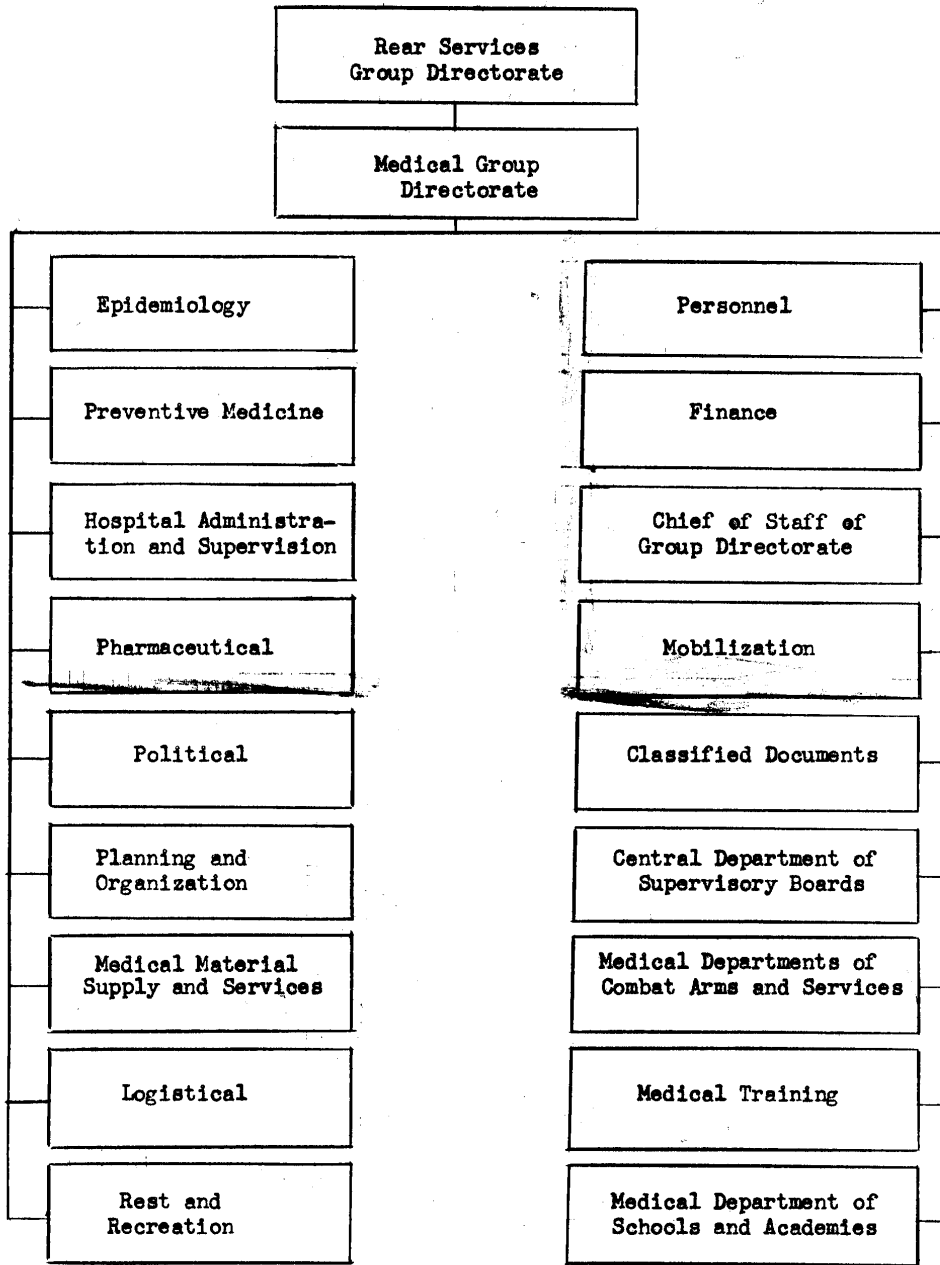 Rear Services
Group Directorate
Medical Group
Directorate
Epidemiology
Preventive Medicine
Hospital Administra-
tion and Supervision
Pharmaceutical
Political
Planning and
Organization
Medical Material
Supply and Services
Logistical
Rest and
Recreation
Personnel
Finance
Chief of Staff of
Group Directorate
Mobilization
Classified Documents
Central Department of
Supervisory Boards
Medical Departments of
Combat Arms and Services
Medical Training
Medical Department of
Schools and Academies